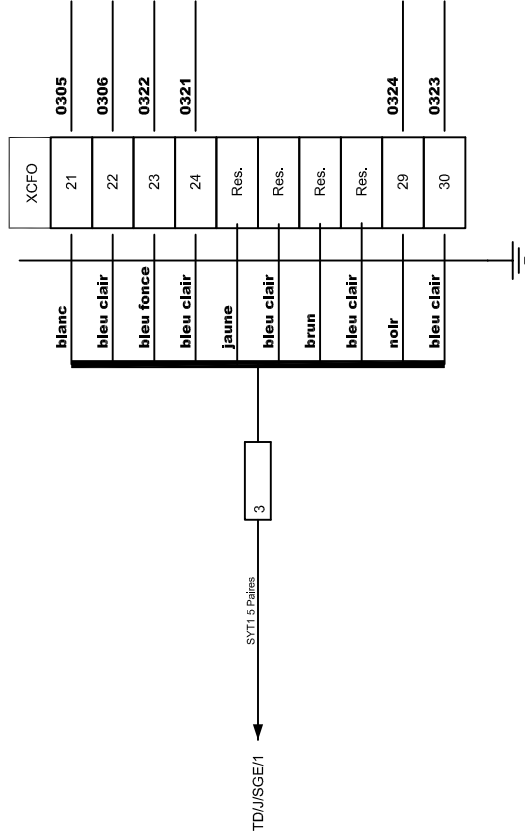 XCFO
21
22
23
24
Res.
Res.
Res.
Res.
29
30
0305
0306
0322
0321
0324
0323
blanc
bleu clair
bleu fonce
bleu clair
jaune
bleu clair
brun
bleu clair
noir
bleu clair
3
SYT1 5 Paires
TD/J/SGE/1